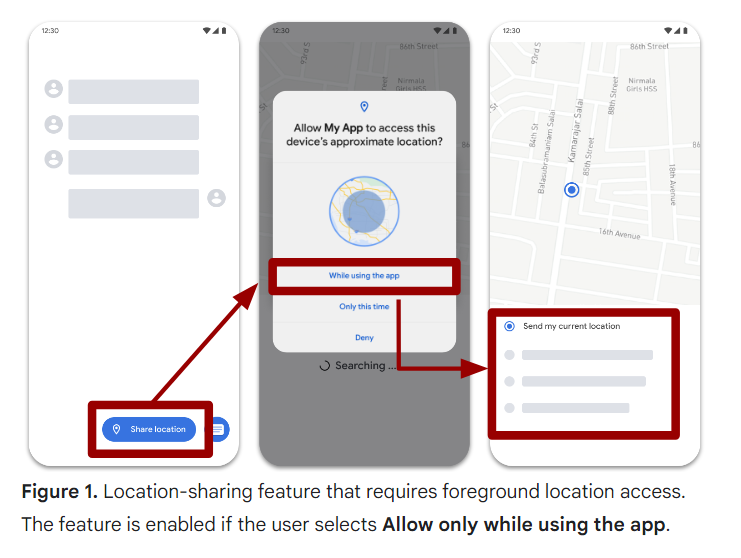 12:30
Share location
12:30
86th Street
93rd S
Nirmala
Girls HSS
Allow My App to access this
device's approximate location?
While using the app
Only this time
Deny
Searching ...
12:30
86th Street
93rd S
Nirmala
Girls HSS
88th Street
Kamarajar Salai
84th St
Balasubramaniam Salai
85th Street
18th Avenue
16th Avenue
Send my current location
Figure 1. Location-sharing feature that requires foreground location access.
The feature is enabled if the user selects Allow only while using the app.